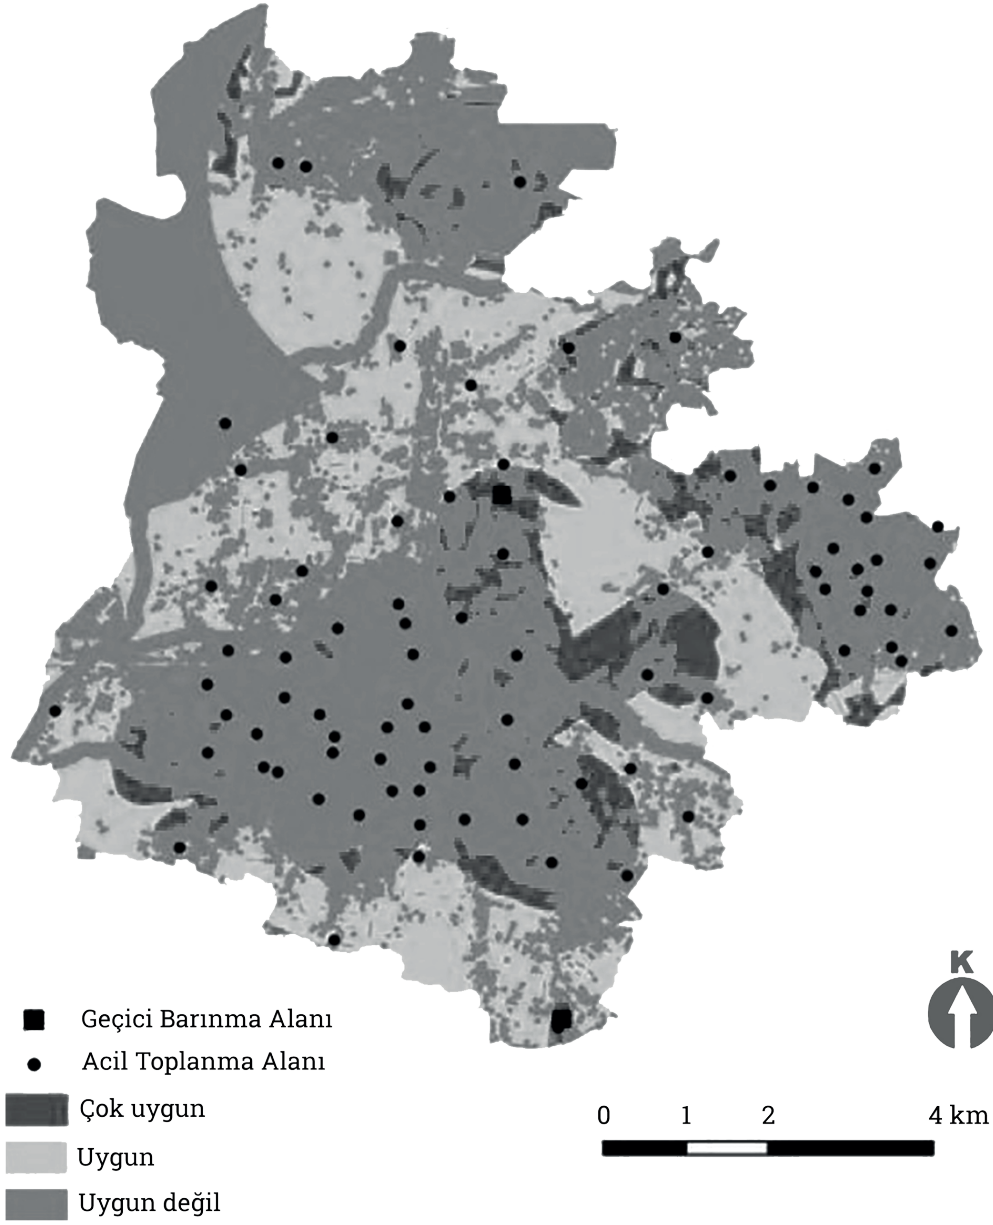 K
Geçici Barınma Alanı
Acil Toplanma Alanı
Çok uygun
Uygun
Uygun değil
0 1 2 4 km